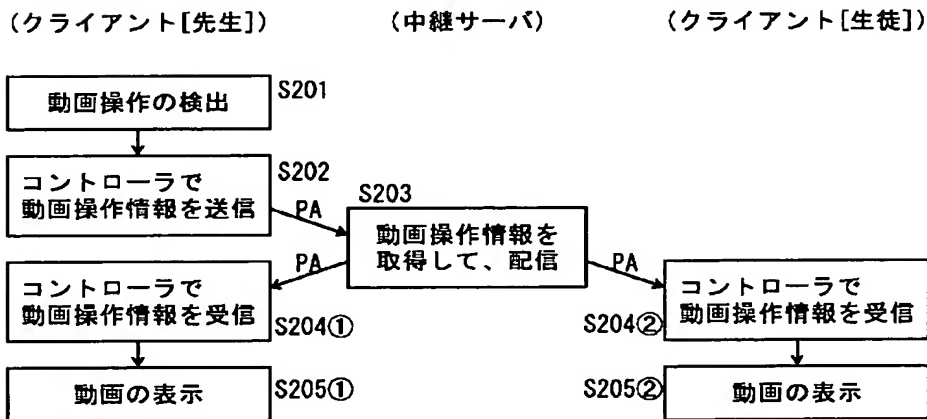 (クライアント[先生]) (中継サーバ) (クライアント[生徒])
動画操作の検出 S201
コントローラで
動画操作情報を送信
S202
PA
S203
動画操作情報を
取得して、配信
PA
PA
コントローラで
動画操作情報を受信
S204①
S204②
コントローラで
動画操作情報を受信
動画の表示 S205①
S205② 動画の表示